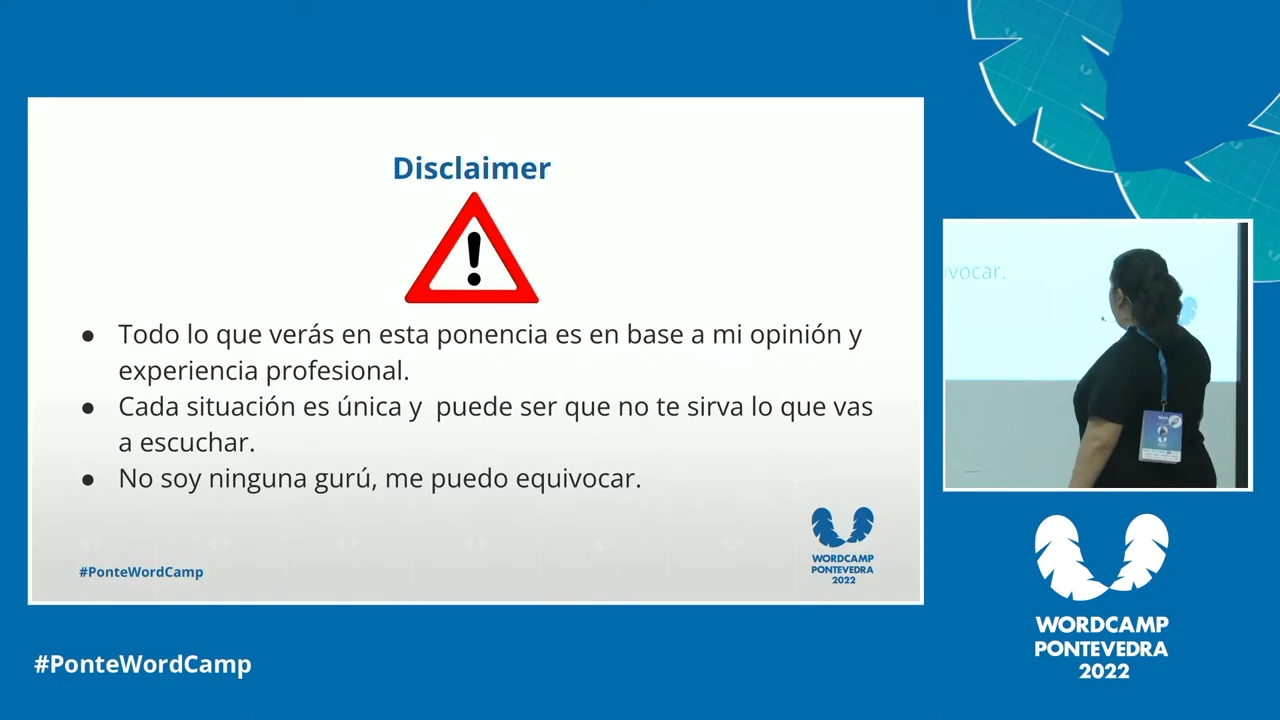 Disclaimer
● Todo lo que verás en esta ponencia es en base a mi opinión y
experiencia profesional.
● Cada situación es única y  puede ser que no te sirva lo que vas
a escuchar.
● No soy ninguna gurú, me puedo equivocar.
WORDCAMP
PONTEVEDRA
2022
#PonteWordCamp
ivocar.
WORDCAMP
PONTEVEDRA
2022
#PonteWordCamp